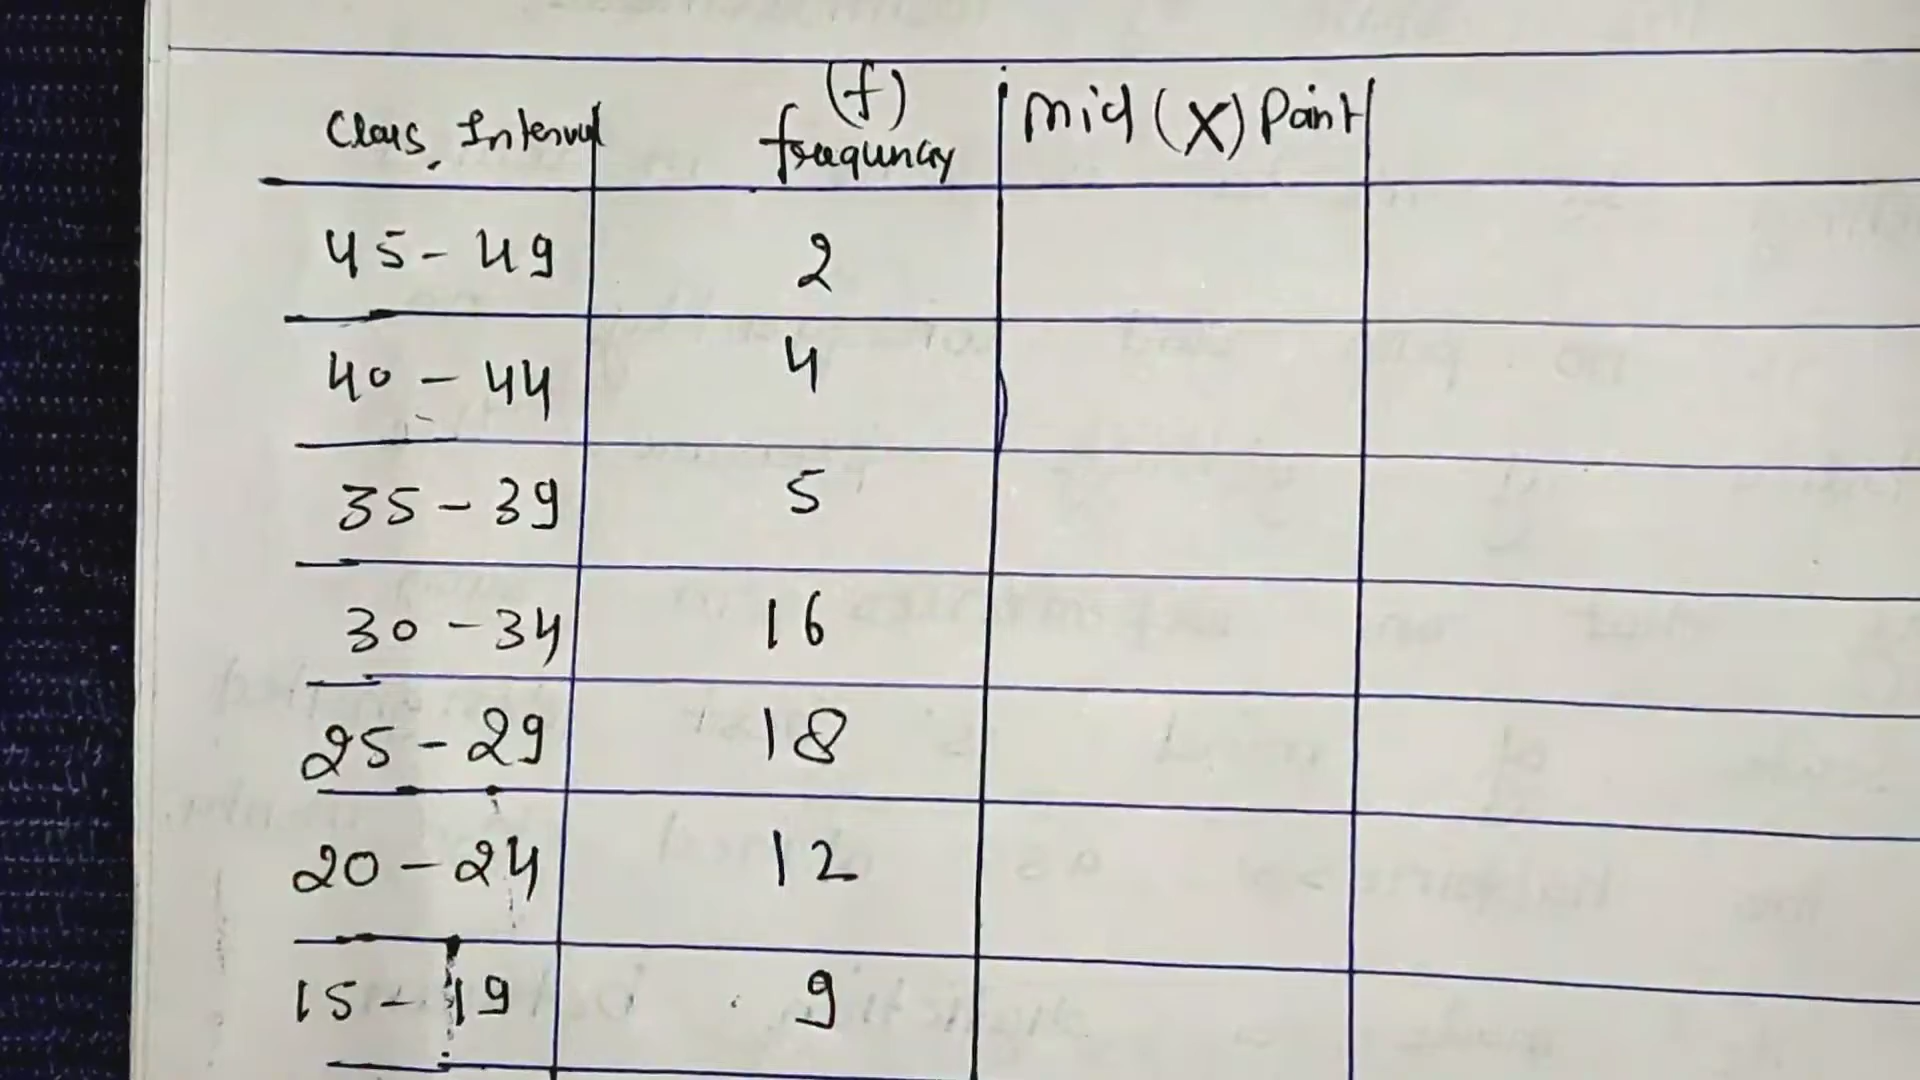 Class Interval (f) frequnay mid (X) Point
45 - 49 2
40 - 44 4
35 - 39 5
30 - 34 16
25 - 29 18
20 - 24 12
15 - 19 9